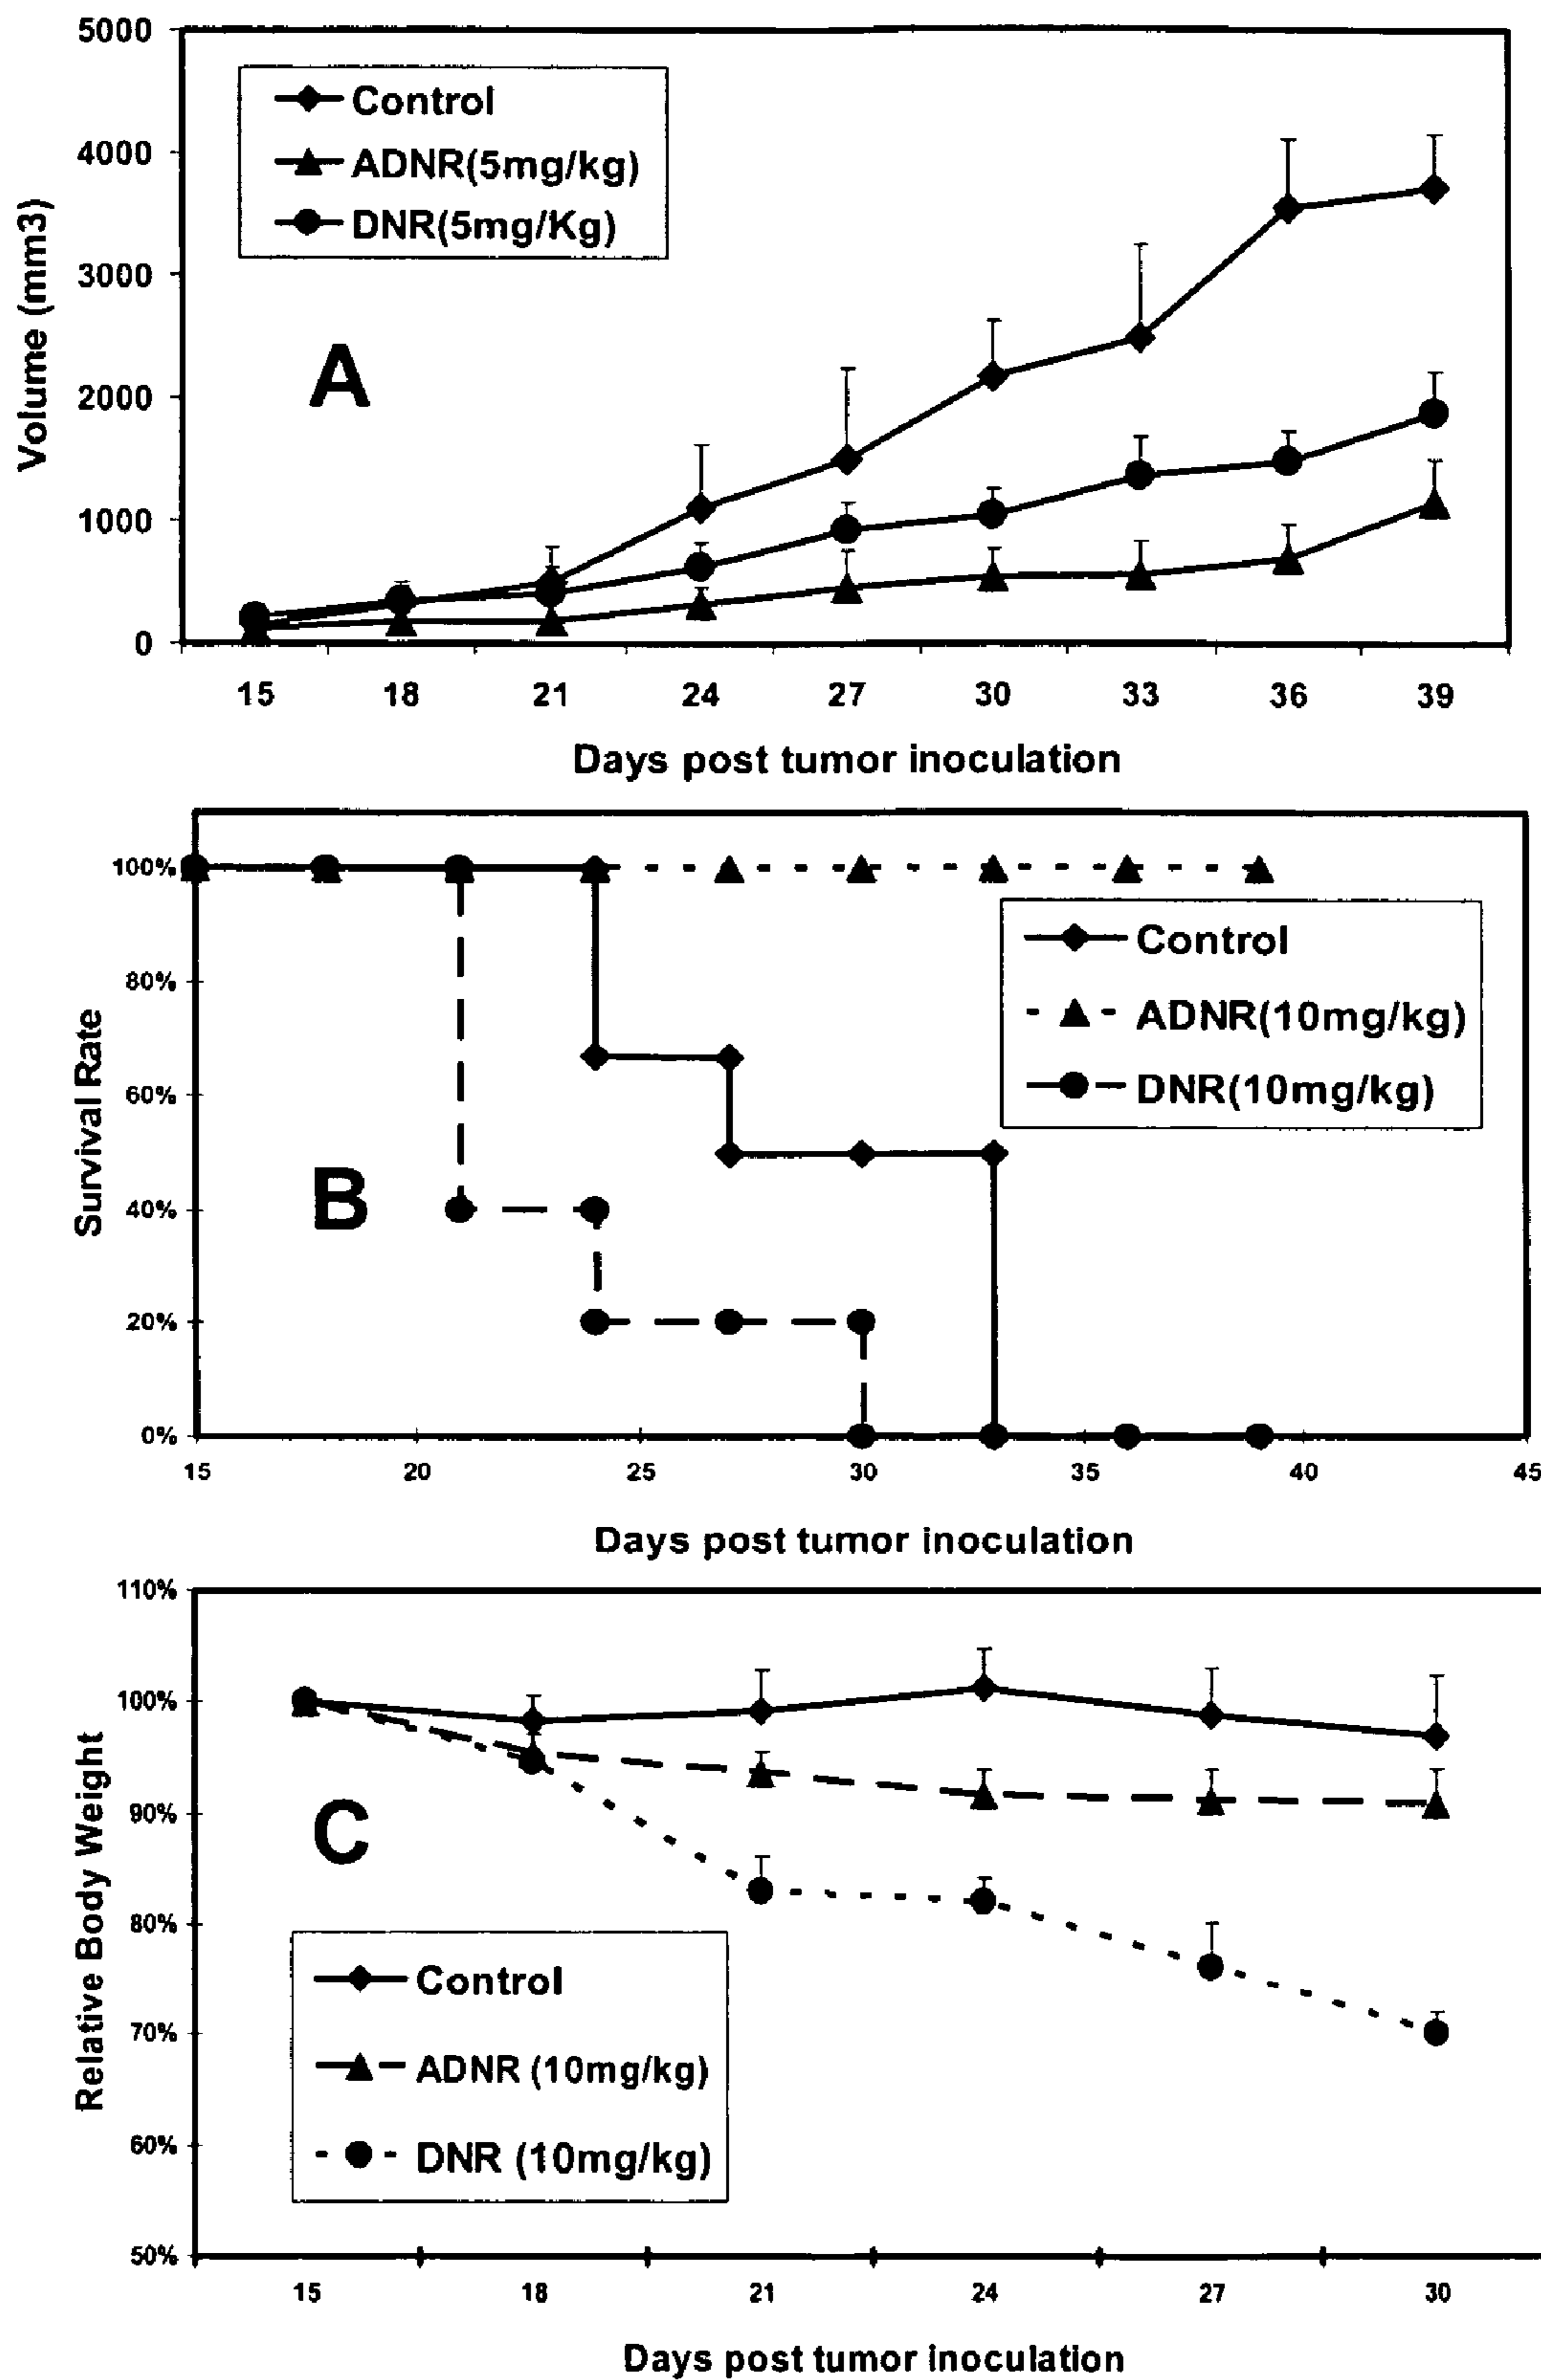 5000
4000
3000
2000
1000
0
Volume (mm3)
Control
ADNR(5mg/kg)
DNR(5mg/Kg)
A
15 18 21 24 27 30 33 36 39
Days post tumor inoculation
100%
80%
60%
40%
20%
0%
Survival Rate
Control
ADNR(10mg/kg)
DNR(10mg/kg)
B
15 20 25 30 35 40 45
Days post tumor inoculation
110%
100%
90%
80%
70%
60%
50%
Relative Body Weight
C
Control
ADNR (10mg/kg)
DNR (10mg/kg)
15 18 21 24 27 30
Days post tumor inoculation